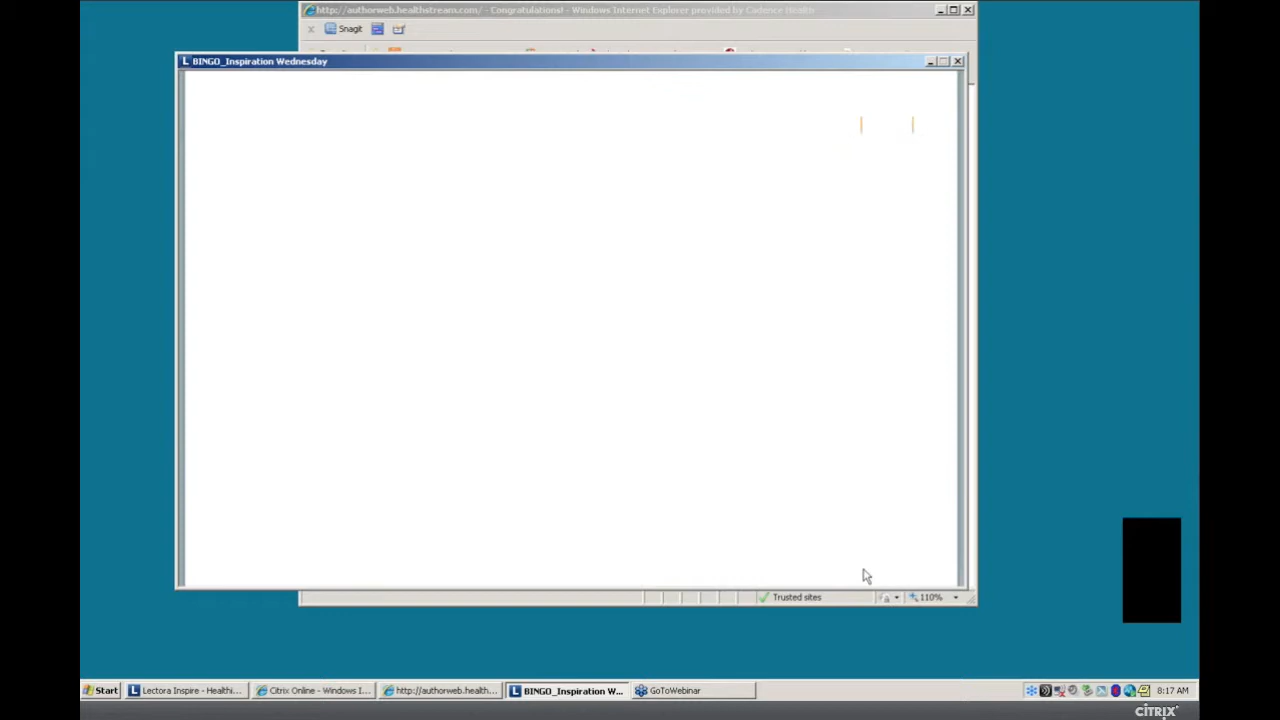 http://authorweb.healthstream.com/ - Congratulations! - Windows Internet Explorer provided by Cadence Health
x Snagit
L BINGO_Inspiration Wednesday
Trusted sites
110%
Start
L Lectora Inspire - Healthi...
Citrix Online - Windows I...
http://authorweb.health...
L BINGO_Inspiration W...
GoToWebinar
8:17 AM
CITRIX